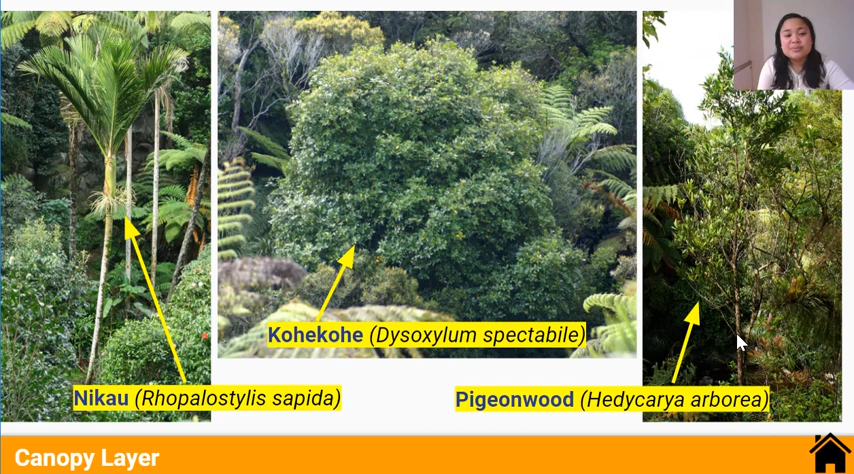 Kohekohe (Dysoxylum spectabile)
Nikau (Rhopalostylis sapida)
Pigeonwood (Hedycarya arborea)
Canopy Layer